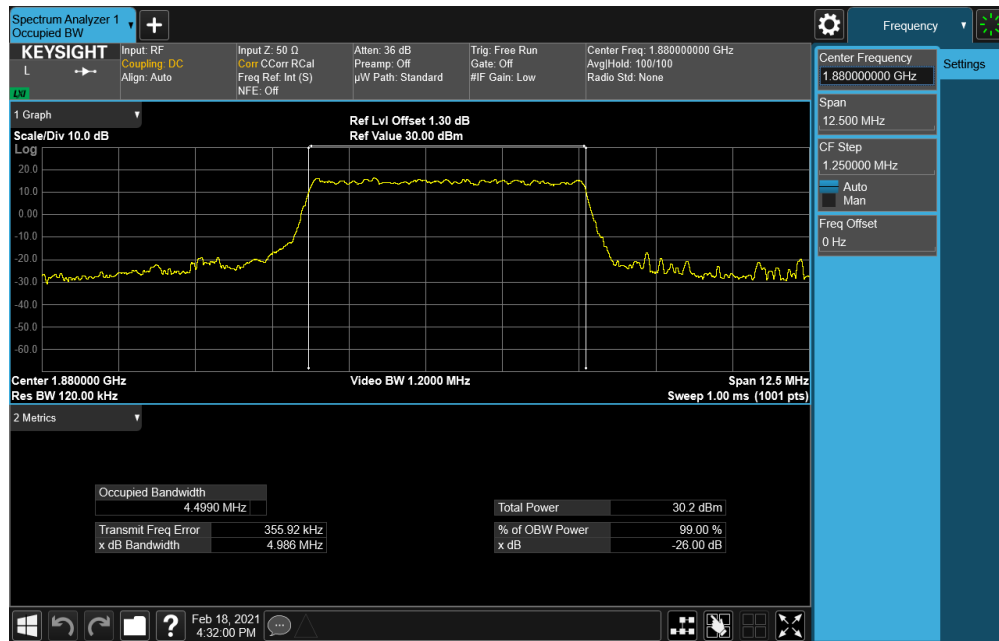 Spectrum Analyzer 1
Occupied BW
Frequency
KEYSIGHT
L
LXI
Input: RF
Coupling: DC
Align: Auto
Input Z: 50 Ω
Corr CCorr RCal
Freq Ref: Int (S)
NFE: Off
Atten: 36 dB
Preamp: Off
µW Path: Standard
Trig: Free Run
Gate: Off
#IF Gain: Low
Center Freq: 1.880000000 GHz
Avg|Hold: 100/100
Radio Std: None
Center Frequency
1.880000000 GHz
Settings
Span
12.500 MHz
CF Step
1.250000 MHz
Auto
Man
Freq Offset
0 Hz
1 Graph
Scale/Div 10.0 dB
Ref Lvl Offset 1.30 dB
Ref Value 30.00 dBm
Log
20.0
10.0
0.00
-10.0
-20.0
-30.0
-40.0
-50.0
-60.0
Center 1.880000 GHz
Video BW 1.2000 MHz
Span 12.5 MHz
Res BW 120.00 kHz
Sweep 1.00 ms (1001 pts)
2 Metrics
Occupied Bandwidth
4.4990 MHz
Total Power 30.2 dBm
Transmit Freq Error 355.92 kHz
% of OBW Power 99.00 %
x dB Bandwidth 4.986 MHz
x dB -26.00 dB
?
Feb 18, 2021
4:32:00 PM